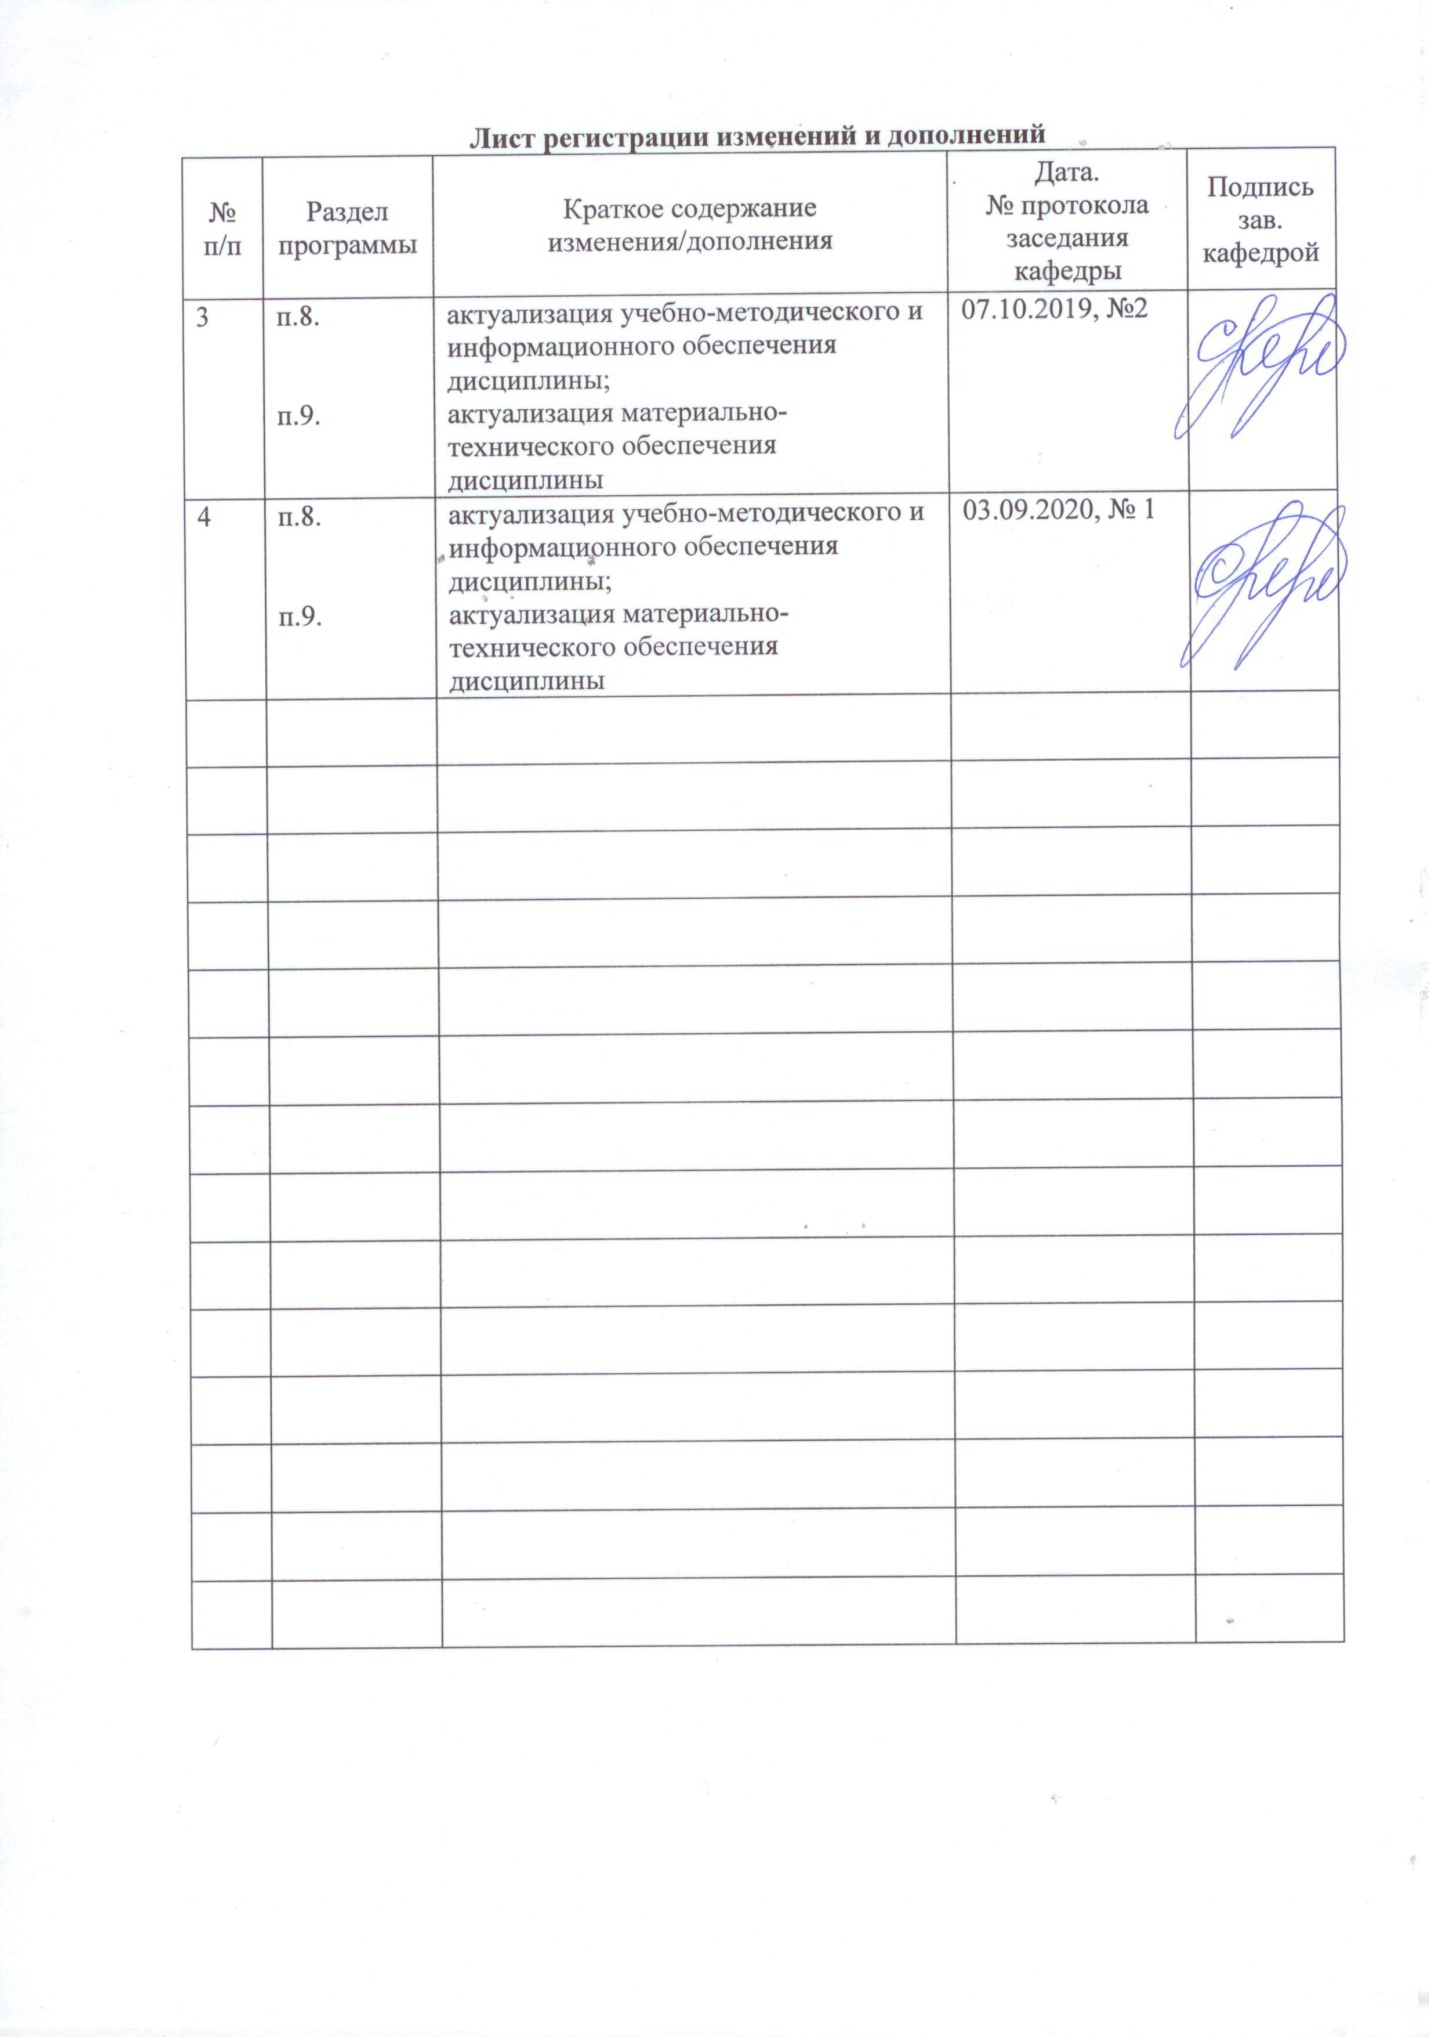 Лист регистрации изменений и дополнений
№
п/п
Раздел
программы
Краткое содержание
изменения/дополнения
Дата.
№ протокола
заседания
кафедры
Подпись
зав.
кафедрой
3
п.8.
п.9.
актуализация учебно-методического и
информационного обеспечения
дисциплины;
актуализация материально-
технического обеспечения
дисциплины
07.10.2019, №2
4
п.8.
п.9.
актуализация учебно-методического и
информационного обеспечения
дисциплины;
актуализация материально-
технического обеспечения
дисциплины
03.09.2020, № 1